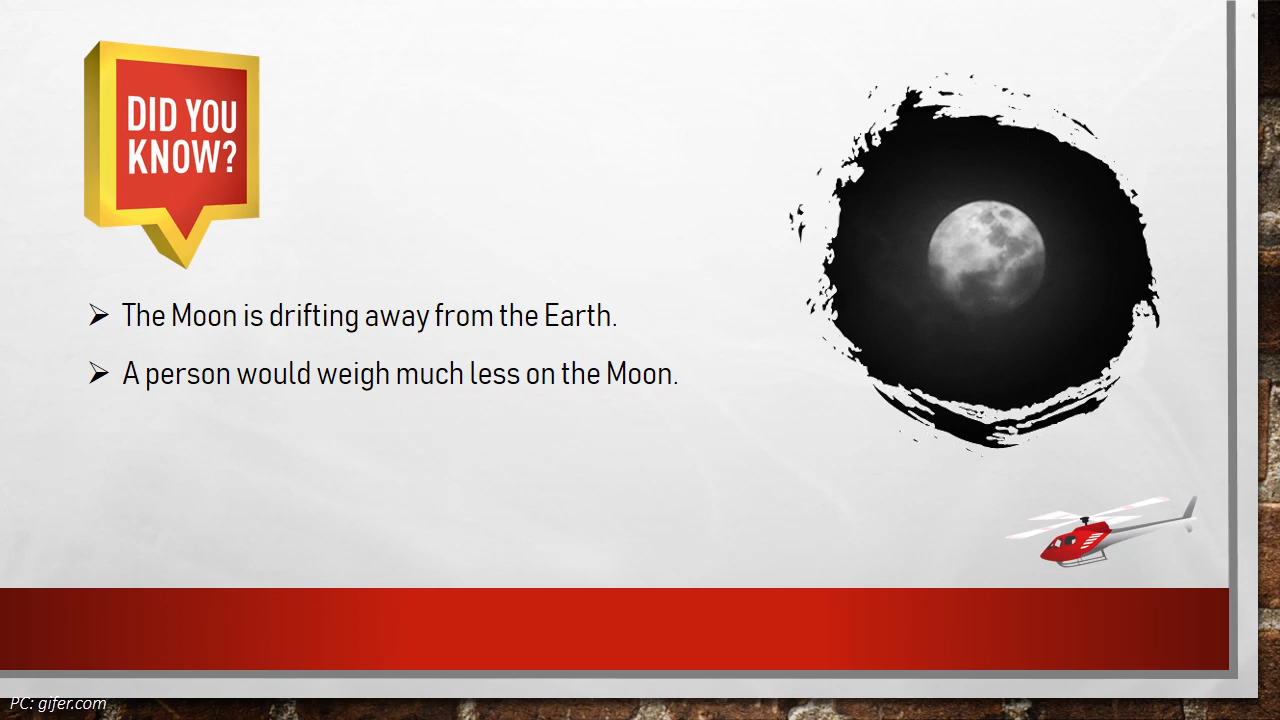 DID YOU
KNOW?
The Moon is drifting away from the Earth.
A person would weigh much less on the Moon.
PC: gifer.com